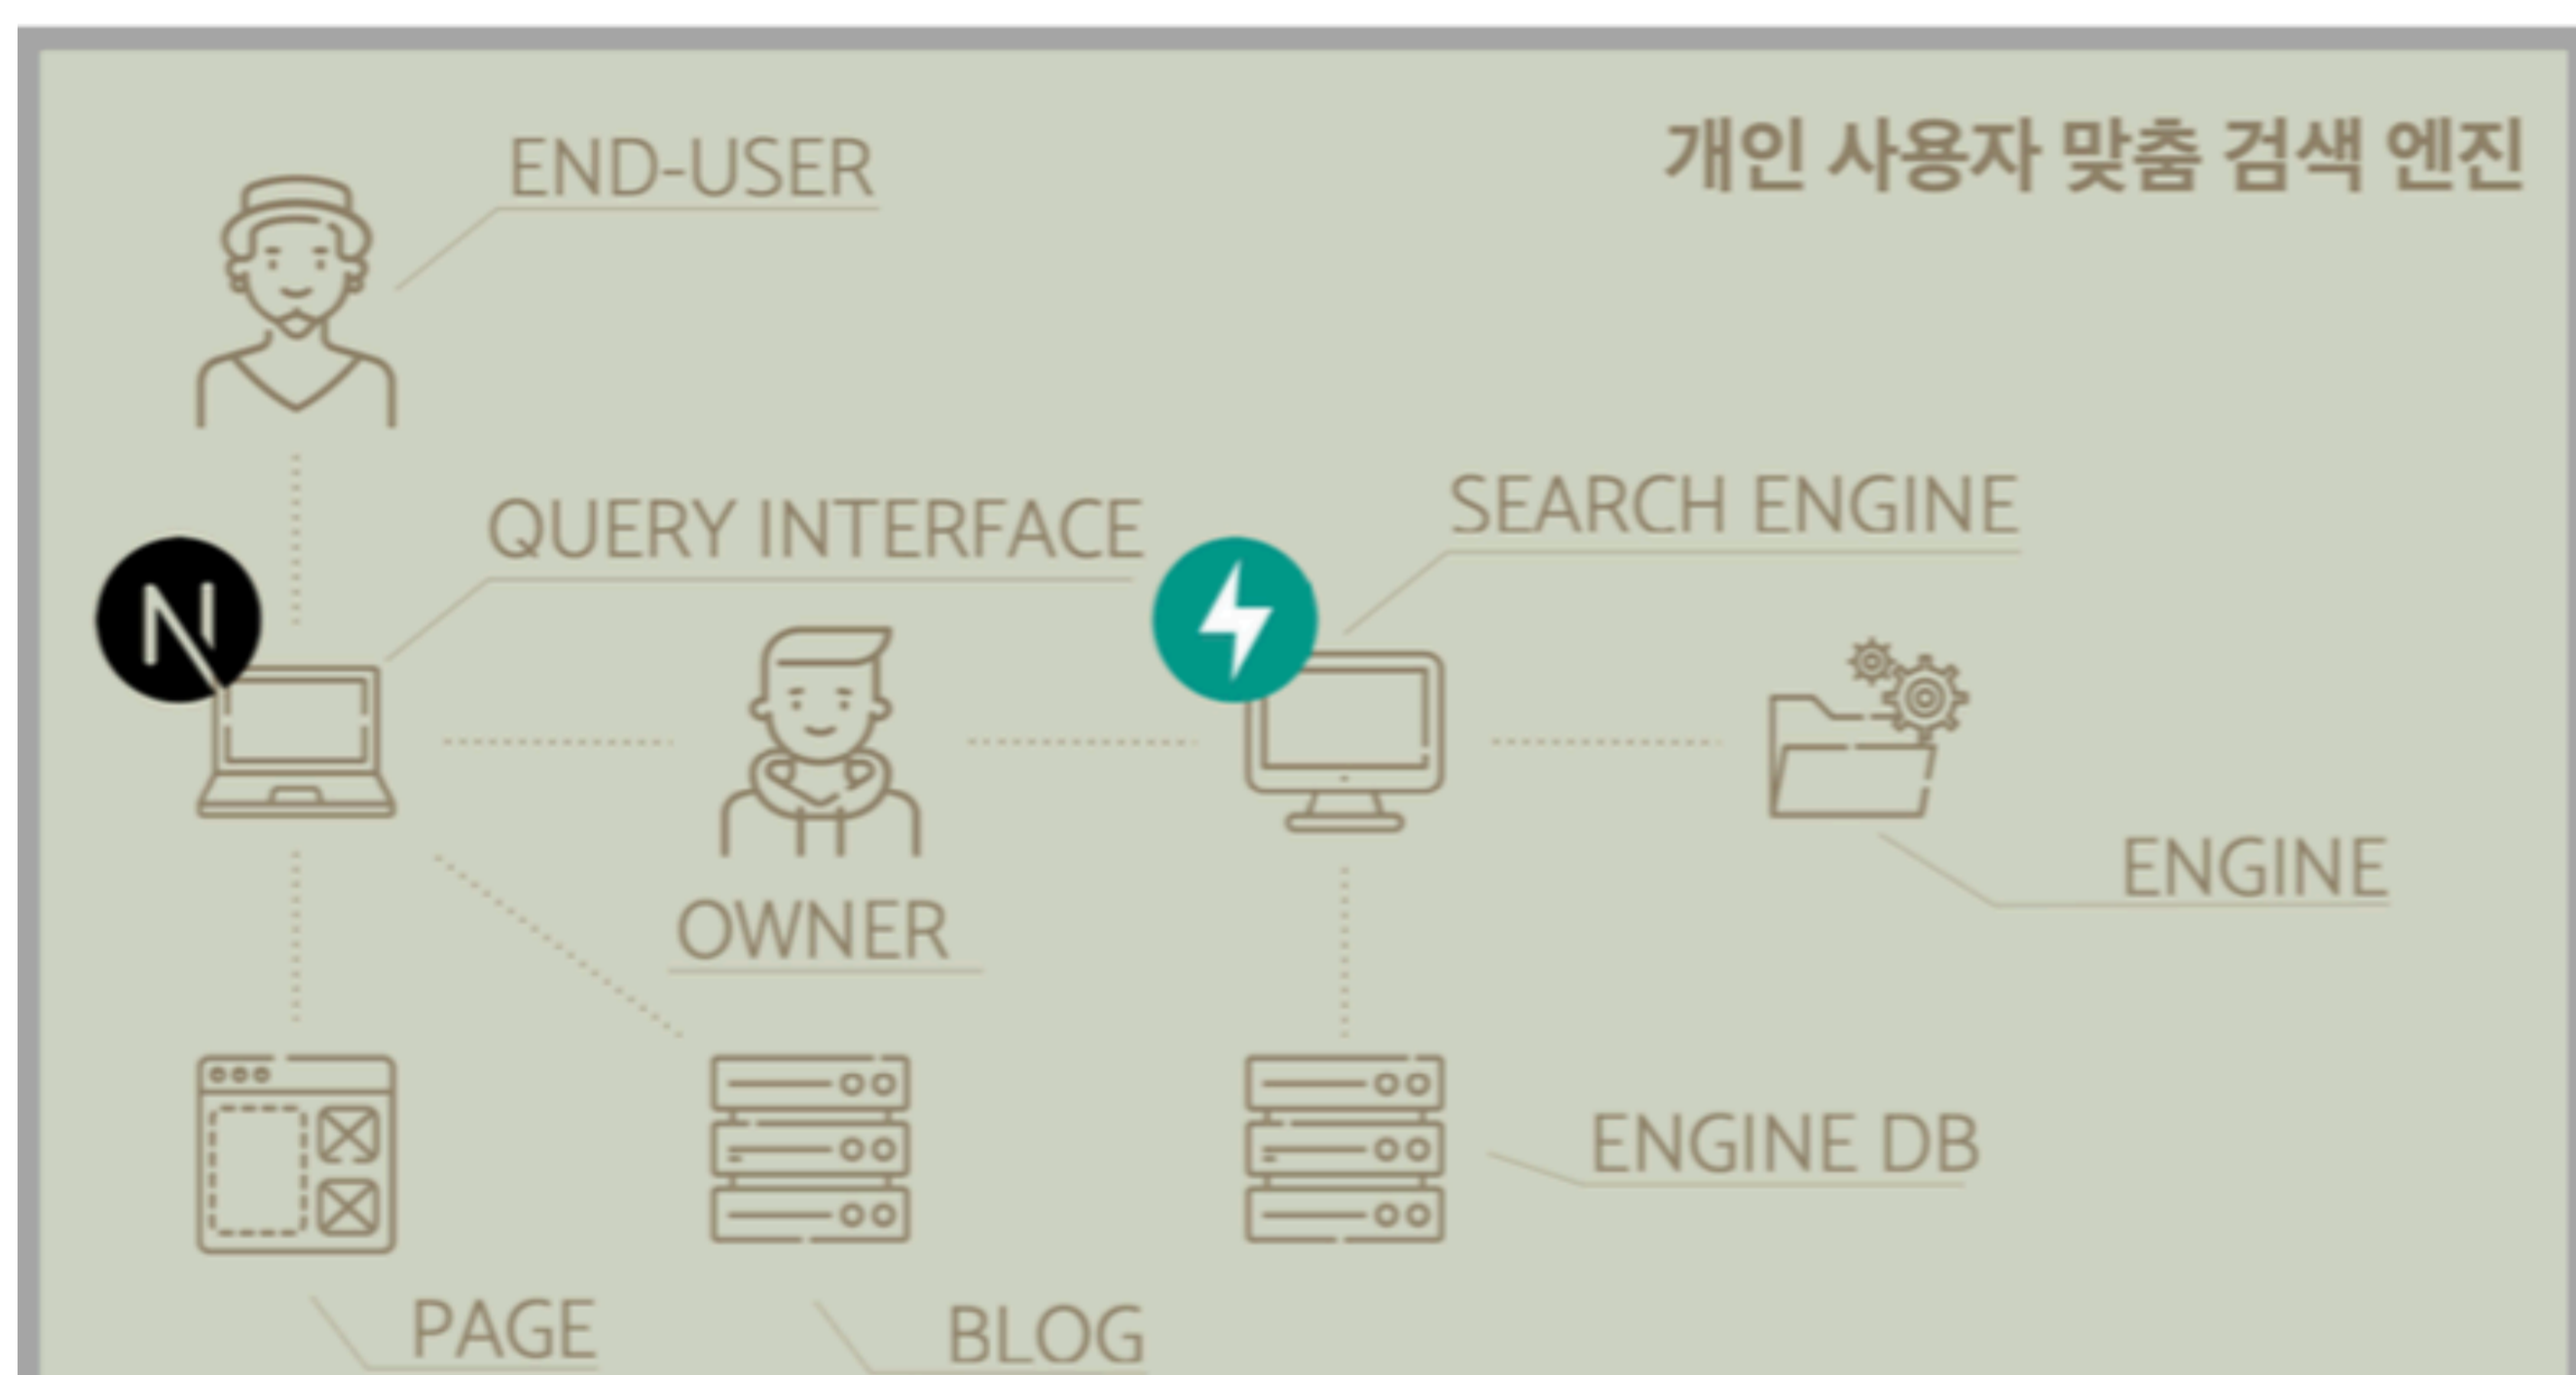 개인 사용자 맞춤 검색 엔진
END-USER
QUERY INTERFACE
SEARCH ENGINE
N
OWNER
ENGINE
ENGINE DB
PAGE
BLOG